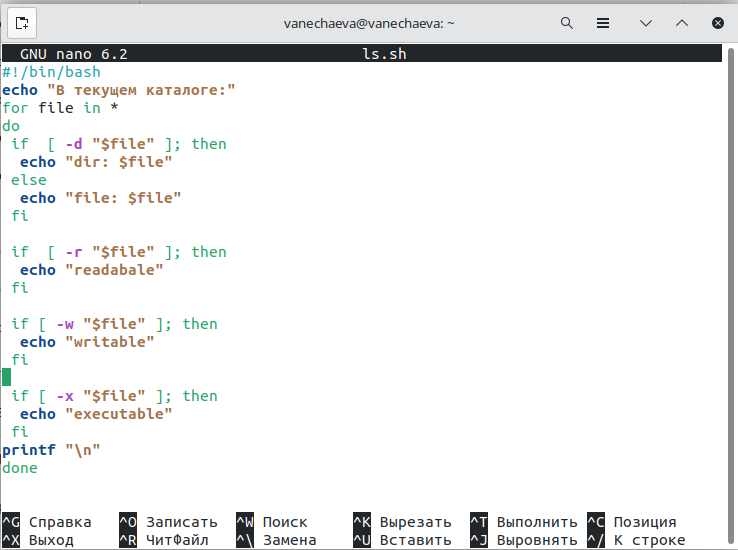 vanechaeva@vanechaeva: ~
GNU nano 6.2 ls.sh
#!/bin/bash
echo "В текущем каталоге:"
for file in *
do
if [ -d "$file" ]; then
echo "dir: $file"
else
echo "file: $file"
fi
if [ -r "$file" ]; then
echo "readabale"
fi
if [ -w "$file" ]; then
echo "writable"
fi
if [ -x "$file" ]; then
echo "executable"
fi
printf "\n"
done
^G Справка ^O Записать ^W Поиск ^K Вырезать ^T Выполнить ^C Позиция
^X Выход ^R ЧитФайл ^\ Замена ^U Вставить ^J Выровнять ^/ К строке